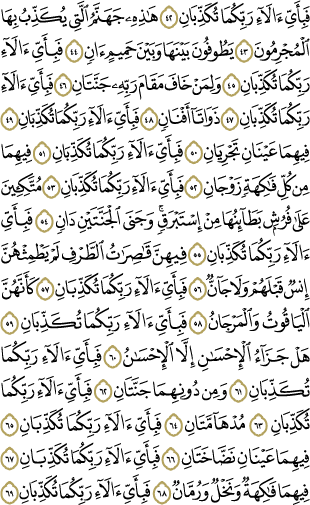 فَبِأَيِّ ءَالَآءِ رَبِّكُمَا تُكَذِّبَانِ ٤٢ هَٰذِهِۦ جَهَنَّمُ ٱلَّتِى يُكَذِّبُ بِهَا
ٱلْمُجْرِمُونَ ٤٣ يَطُوفُونَ بَيْنَهَا وَبَيْنَ حَمِيمٍ ءَانٍ ٤٤ فَبِأَيِّ ءَالَآءِ
رَبِّكُمَا تُكَذِّبَانِ ٤٥ وَلِمَنْ خَافَ مَقَامَ رَبِّهِۦ جَنَّتَانِ ٤٦ فَبِأَيِّ ءَالَآءِ
رَبِّكُمَا تُكَذِّبَانِ ٤٧ ذَوَاتَآ أَفْنَانٍ ٤٨ فَبِأَيِّ ءَالَآءِ رَبِّكُمَا تُكَذِّبَانِ ٤٩
فِيهِمَا عَيْنَانِ تَجْرِيَانِ ٥٠ فَبِأَيِّ ءَالَآءِ رَبِّكُمَا تُكَذِّبَانِ ٥١ فِيهِمَا
مِن كُلِّ فَٰكِهَةٍ زَوْجَانِ ٥٢ فَبِأَيِّ ءَالَآءِ رَبِّكُمَا تُكَذِّبَانِ ٥٣ مُتَّكِـِٔينَ
عَلَىٰ فُرُشٍۭ بَطَآئِنُهَا مِنْ إِسْتَبْرَقٍ ۚ وَجَنَى ٱلْجَنَّتَيْنِ دَانٍ ٥٤ فَبِأَيِّ
ءَالَآءِ رَبِّكُمَا تُكَذِّبَانِ ٥٥ فِيهِنَّ قَٰصِرَٰتُ ٱلطَّرْفِ لَمْ يَطْمِثْهُنَّ
إِنسٌ قَبْلَهُمْ وَلَا جَآنٌّ ٥٦ فَبِأَيِّ ءَالَآءِ رَبِّكُمَا تُكَذِّبَانِ ٥٧ كَأَنَّهُنَّ
ٱلْيَاقُوتُ وَٱلْمَرْجَانُ ٥٨ فَبِأَيِّ ءَالَآءِ رَبِّكُمَا تُكَذِّبَانِ ٥٩
هَلْ جَزَآءُ ٱلْإِحْسَٰنِ إِلَّا ٱلْإِحْسَٰنُ ٦٠ فَبِأَيِّ ءَالَآءِ رَبِّكُمَا
تُكَذِّبَانِ ٦١ وَمِن دُونِهِمَا جَنَّتَانِ ٦٢ فَبِأَيِّ ءَالَآءِ رَبِّكُمَا
تُكَذِّبَانِ ٦٣ مُدْهَآمَّتَانِ ٦٤ فَبِأَيِّ ءَالَآءِ رَبِّكُمَا تُكَذِّبَانِ ٦٥
فِيهِمَا عَيْنَانِ نَضَّاخَتَانِ ٦٦ فَبِأَيِّ ءَالَآءِ رَبِّكُمَا تُكَذِّبَانِ ٦٧
فِيهِمَا فَٰكِهَةٌ وَنَخْلٌ وَرُمَّانٌ ٦٨ فَبِأَيِّ ءَالَآءِ رَبِّكُمَا تُكَذِّبَانِ ٦٩